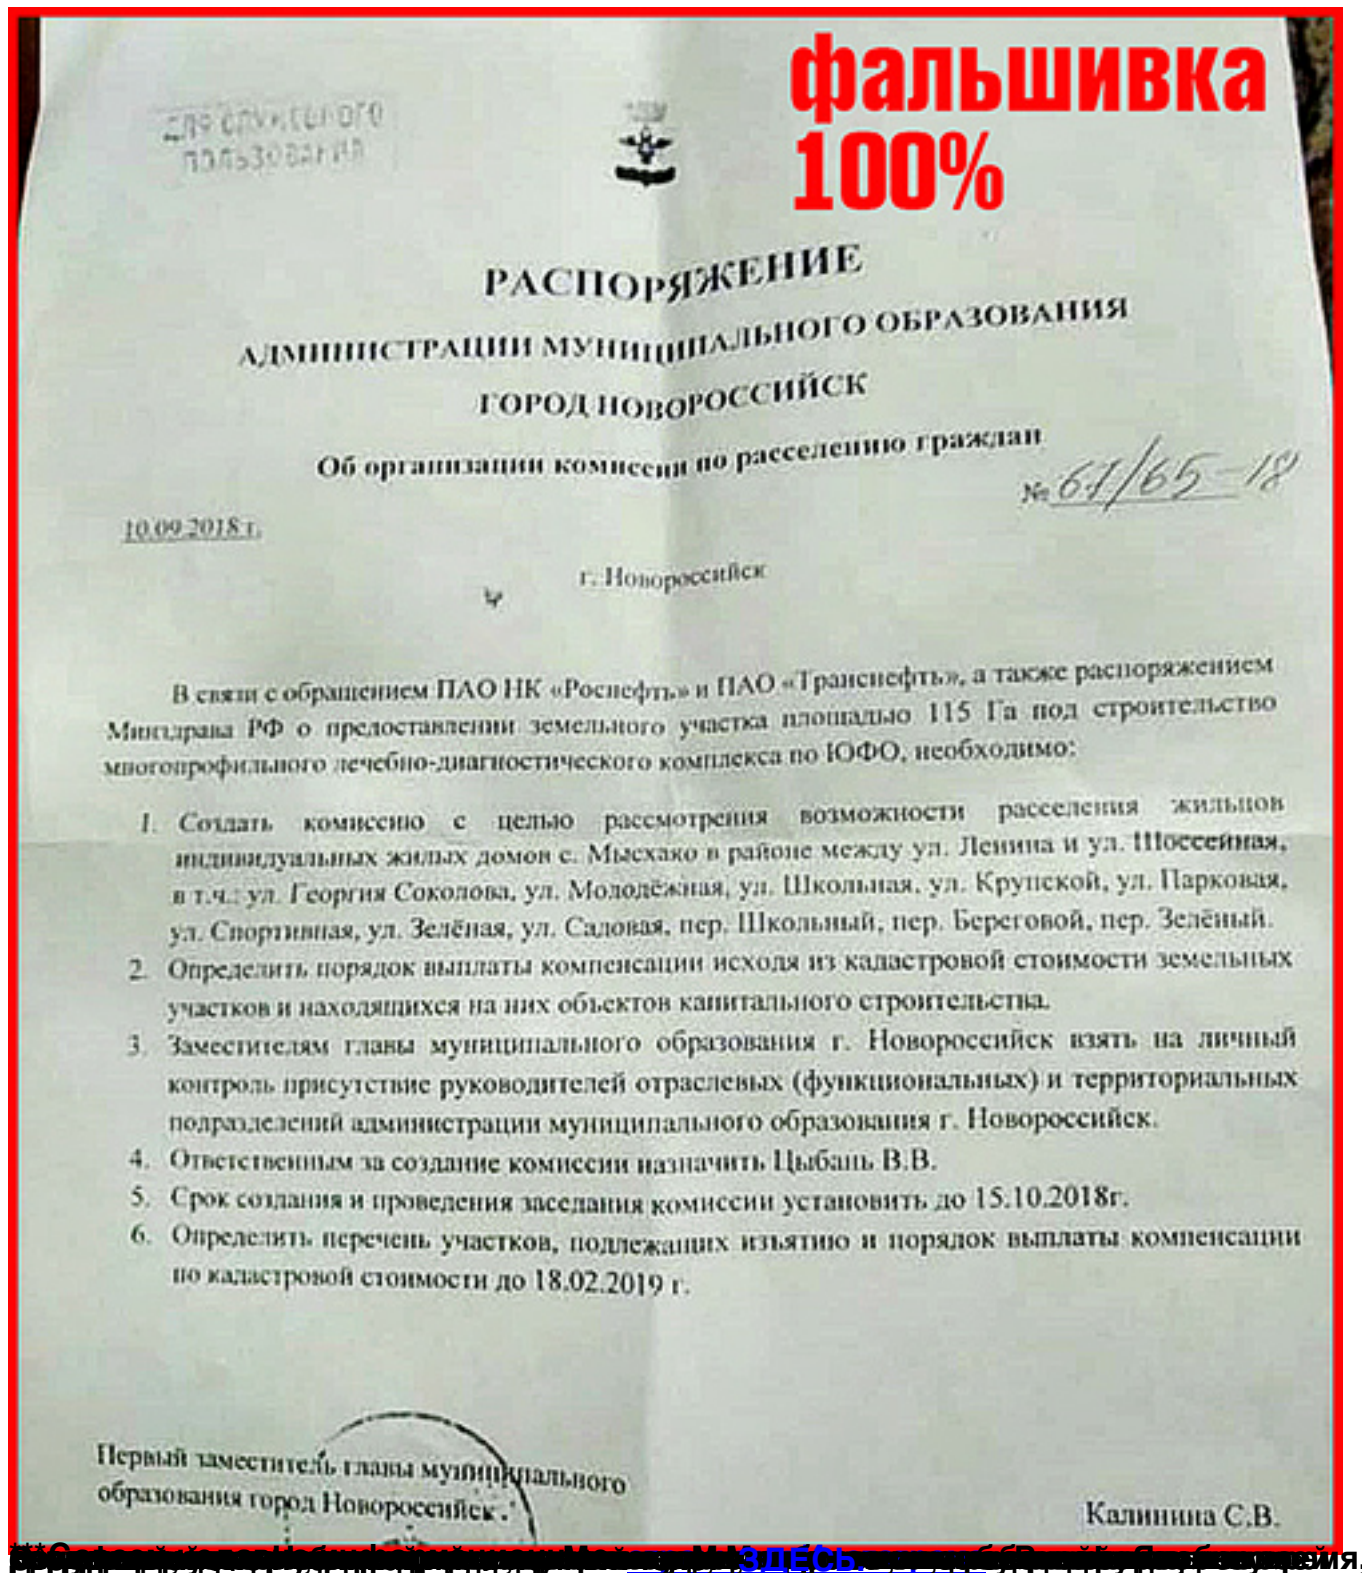 фальшивка
100%
ДЛЯ СЛУЖЕБНОГО
ПОЛЬЗОВАНИЯ
РАСПОРЯЖЕНИЕ
АДМИНИСТРАЦИИ МУНИЦИПАЛЬНОГО ОБРАЗОВАНИЯ
ГОРОД НОВОРОССИЙСК
Об организации комиссии по расселению граждан
№ 61/65-18
10.09.2018 г.
г. Новороссийск
В связи с обращением ПАО НК «Роснефть» и ПАО «Транснефть», а также распоряжением
Минздрава РФ о предоставлении земельного участка площадью 115 Га под строительство
многопрофильного лечебно-диагностического комплекса по ЮФО, необходимо:
1. Создать комиссию с целью рассмотрения возможности расселения жильцов
индивидуальных жилых домов с. Мысхако в районе между ул. Ленина и ул. Шоссейная,
в т.ч.: ул. Георгия Соколова, ул. Молодёжная, ул. Школьная, ул. Крупской, ул. Парковая,
ул. Спортивная, ул. Зелёная, ул. Садовая, пер. Школьный, пер. Береговой, пер. Зелёный.
2. Определить порядок выплаты компенсации исходя из кадастровой стоимости земельных
участков и находящихся на них объектов капитального строительства.
3. Заместителям главы муниципального образования г. Новороссийск взять на личный
контроль присутствие руководителей отраслевых (функциональных) и территориальных
подразделений администрации муниципального образования г. Новороссийск.
4. Ответственным за создание комиссии назначить Цыбань В.В.
5. Срок создания и проведения заседания комиссии установить до 15.10.2018г.
6. Определить перечень участков, подлежащих изъятию и порядок выплаты компенсации
по кадастровой стоимости до 18.02.2019 г.
Первый заместитель главы муниципального
образования город Новороссийск
Калинина С.В.
ЗДЕСЬ.